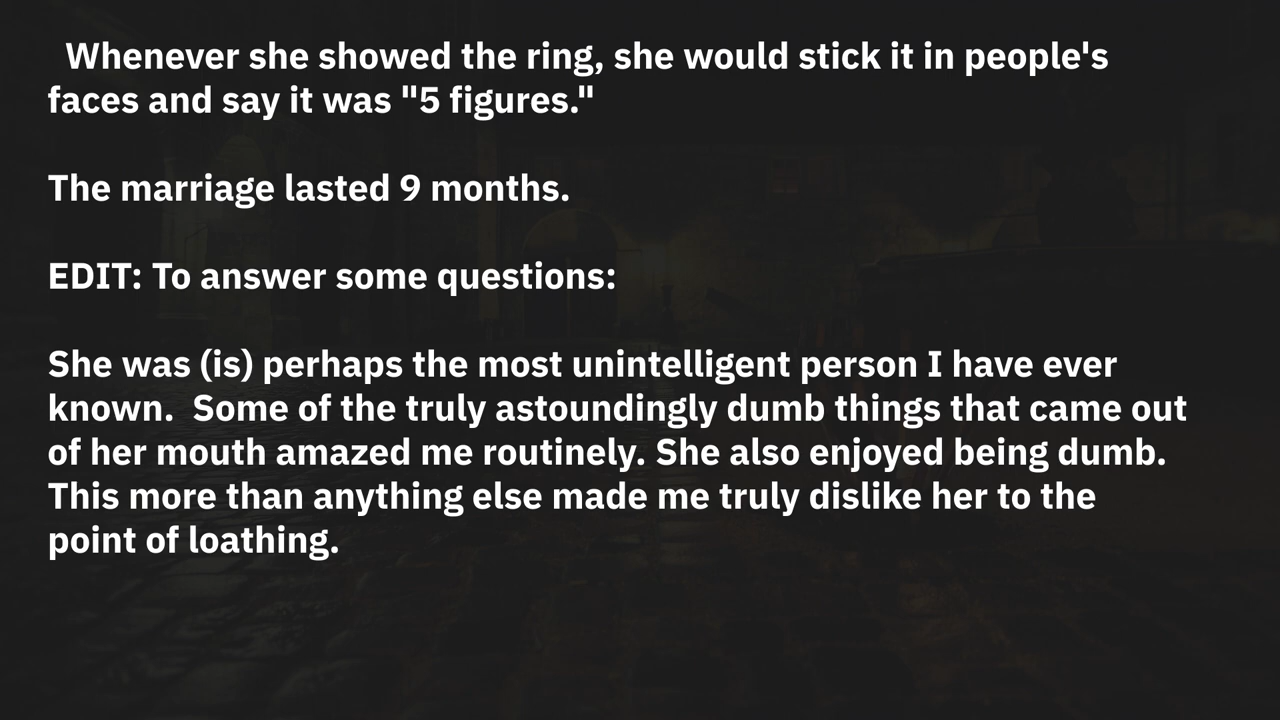 Whenever she showed the ring, she would stick it in people's
faces and say it was "5 figures."
The marriage lasted 9 months.
EDIT: To answer some questions:
She was (is) perhaps the most unintelligent person I have ever
known.  Some of the truly astoundingly dumb things that came out
of her mouth amazed me routinely. She also enjoyed being dumb.
This more than anything else made me truly dislike her to the
point of loathing.